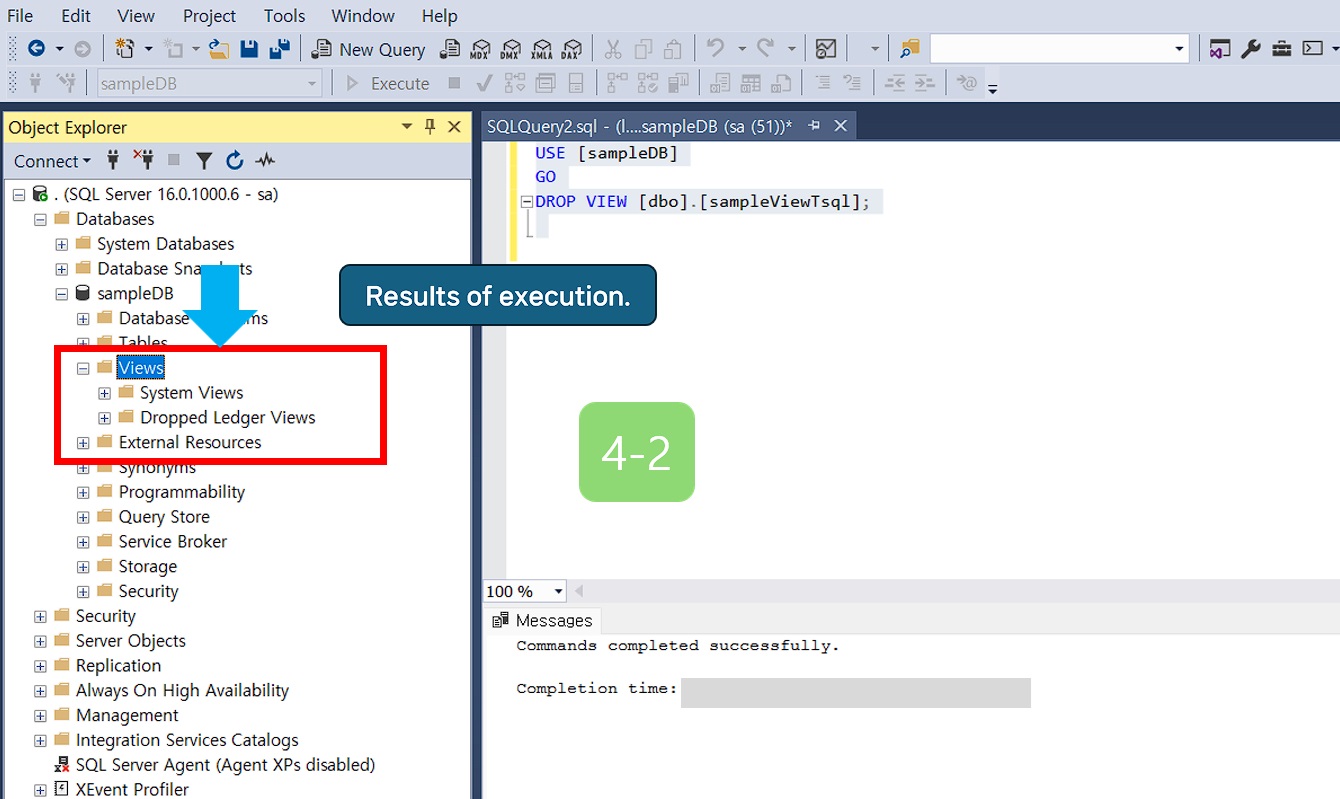 File Edit View Project Tools Window Help
New Query MDX DMX XMLA DAX
sampleDB Execute
Object Explorer
Connect
. (SQL Server 16.0.1000.6 - sa)
Databases
System Databases
Database Snapshots
sampleDB
Database ms
Tables
Views
System Views
Dropped Ledger Views
External Resources
Synonyms
Programmability
Query Store
Service Broker
Storage
Security
Security
Server Objects
Replication
Always On High Availability
Management
Integration Services Catalogs
SQL Server Agent (Agent XPs disabled)
XEvent Profiler
SQLQuery2.sql - (l....sampleDB (sa (51))*
USE [sampleDB]
GO
DROP VIEW [dbo].[sampleViewTsql];
Results of execution.
4-2
100 %
Messages
Commands completed successfully.
Completion time: